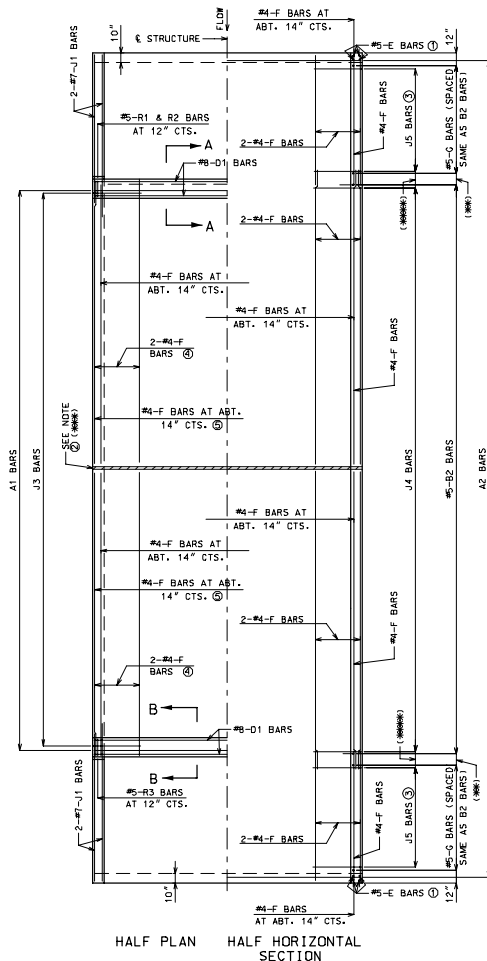 FLOW
℄ STRUCTURE
#4-F BARS AT
ABT. 14" CTS.
#5-E BARS ①
10"
12"
2-#7-J1 BARS
#5-R1 & R2 BARS
AT 12" CTS.
A
#8-D1 BARS
A
2-#4-F BARS
#4-F BARS
J5 BARS ③
#5-G BARS (SPACED
SAME AS B2 BARS)
(****)
(**)
2-#4-F BARS
#4-F BARS AT
ABT. 14" CTS.
#4-F BARS AT
ABT. 14" CTS.
2-#4-F
BARS ④
#4-F BARS
#4-F BARS AT ABT.
14" CTS. ⑤
SEE NOTE
② (***)
A1 BARS
J3 BARS
J4 BARS
#5-B2 BARS
A2 BARS
#4-F BARS AT
ABT. 14" CTS.
#4-F BARS AT
ABT. 14" CTS.
#4-F BARS AT ABT.
14" CTS. ⑤
2-#4-F BARS
#4-F BARS
2-#4-F
BARS ④
B
#8-D1 BARS
B
(****)
(**)
2-#7-J1 BARS
#5-R3 BARS
AT 12" CTS.
2-#4-F BARS
#4-F BARS
J5 BARS ③
#5-G BARS (SPACED
SAME AS B2 BARS)
10"
#5-E BARS ①
12"
#4-F BARS
AT ABT. 14" CTS.
HALF PLAN
HALF HORIZONTAL
SECTION